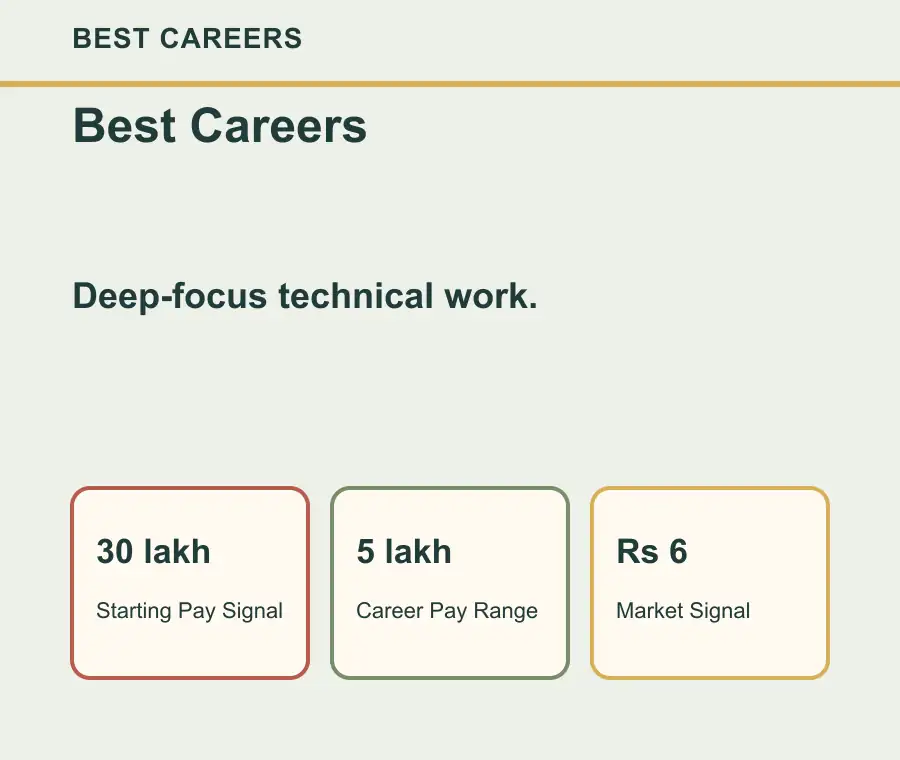 BEST CAREERS
Best Careers
Deep-focus technical work.
30 lakh
Starting Pay Signal
5 lakh
Career Pay Range
Rs 6
Market Signal